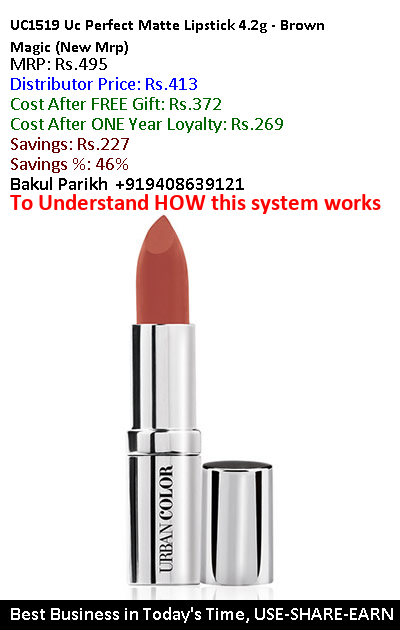 UC1519 Uc Perfect Matte Lipstick 4.2g - Brown
Magic (New Mrp)
MRP: Rs.495
Distributor Price: Rs.413
Cost After FREE Gift: Rs.372
Cost After ONE Year Loyalty: Rs.269
Savings: Rs.227
Savings %: 46%
Bakul Parikh +919408639121
To Understand HOW this system works
URBAN COLOR
Best Business in Today's Time, USE-SHARE-EARN